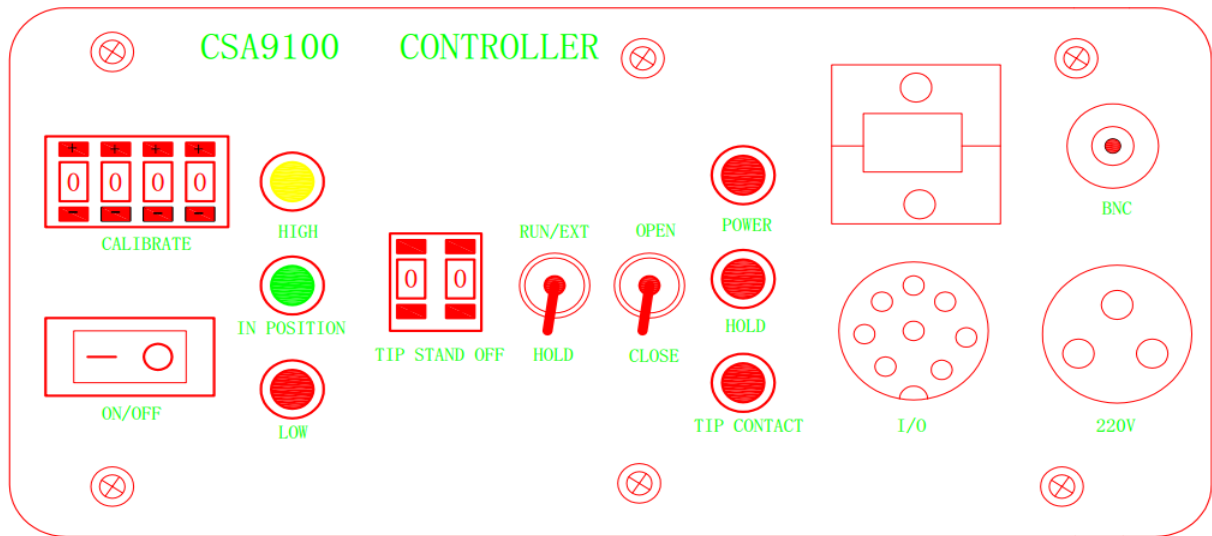 CSA9100 CONTROLLER
+ + + +
0 0 0 0
- - - -
CALIBRATE
HIGH
IN POSITION
LOW
ON/OFF
0 0
TIP STAND OFF
RUN/EXT
HOLD
OPEN
CLOSE
POWER
HOLD
TIP CONTACT
BNC
I/O
220V